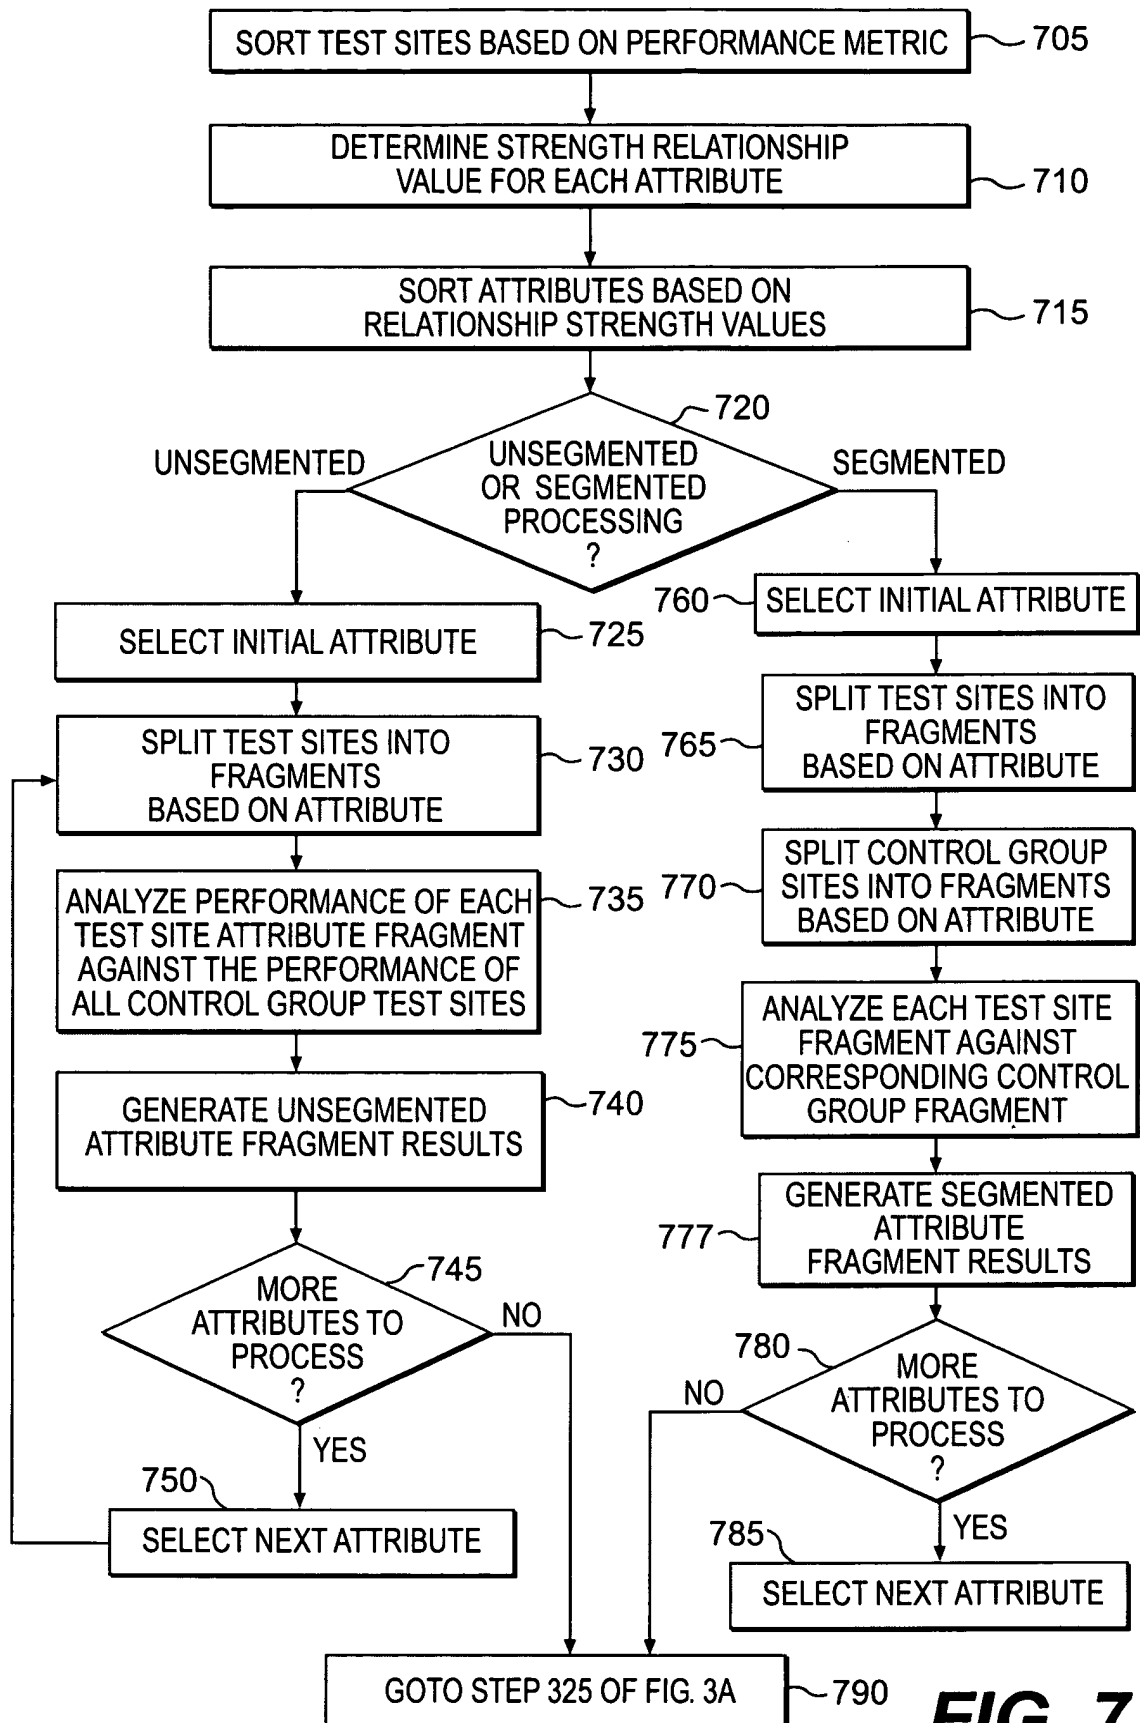 SORT TEST SITES BASED ON PERFORMANCE METRIC
705
DETERMINE STRENGTH RELATIONSHIP
VALUE FOR EACH ATTRIBUTE
710
SORT ATTRIBUTES BASED ON
RELATIONSHIP STRENGTH VALUES
715
720
UNSEGMENTED
UNSEGMENTED
OR SEGMENTED
PROCESSING
?
SEGMENTED
SELECT INITIAL ATTRIBUTE
725
SPLIT TEST SITES INTO
FRAGMENTS
BASED ON ATTRIBUTE
730
ANALYZE PERFORMANCE OF EACH
TEST SITE ATTRIBUTE FRAGMENT
AGAINST THE PERFORMANCE OF
ALL CONTROL GROUP TEST SITES
735
GENERATE UNSEGMENTED
ATTRIBUTE FRAGMENT RESULTS
740
745
MORE
ATTRIBUTES TO
PROCESS
?
NO
YES
750
SELECT NEXT ATTRIBUTE
760
SELECT INITIAL ATTRIBUTE
765
SPLIT TEST SITES INTO
FRAGMENTS
BASED ON ATTRIBUTE
770
SPLIT CONTROL GROUP
SITES INTO FRAGMENTS
BASED ON ATTRIBUTE
775
ANALYZE EACH TEST SITE
FRAGMENT AGAINST
CORRESPONDING CONTROL
GROUP FRAGMENT
777
GENERATE SEGMENTED
ATTRIBUTE
FRAGMENT RESULTS
780
MORE
ATTRIBUTES TO
PROCESS
?
NO
YES
785
SELECT NEXT ATTRIBUTE
GOTO STEP 325 OF FIG. 3A
790
FIG. 7